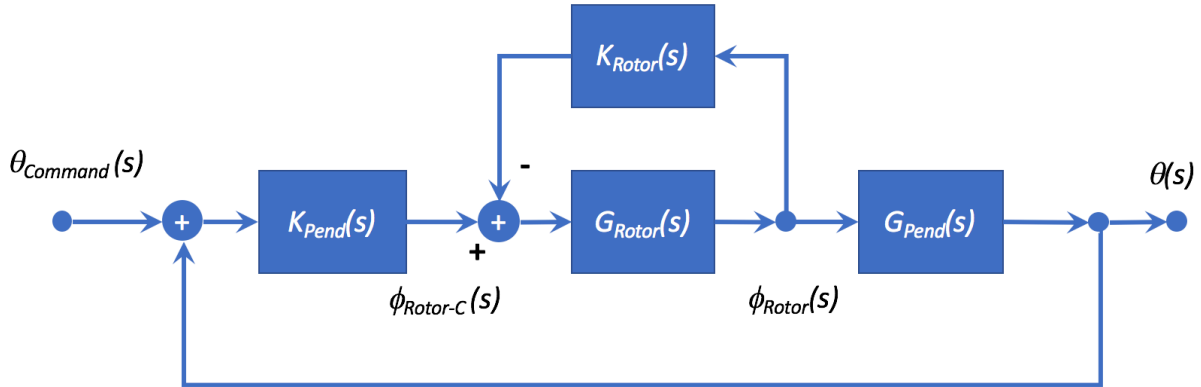 K_Rotor(s)
-
θ_Command(s)
θ(s)
+
K_Pend(s)
+
G_Rotor(s)
G_Pend(s)
+
ϕ_Rotor-C(s)
ϕ_Rotor(s)